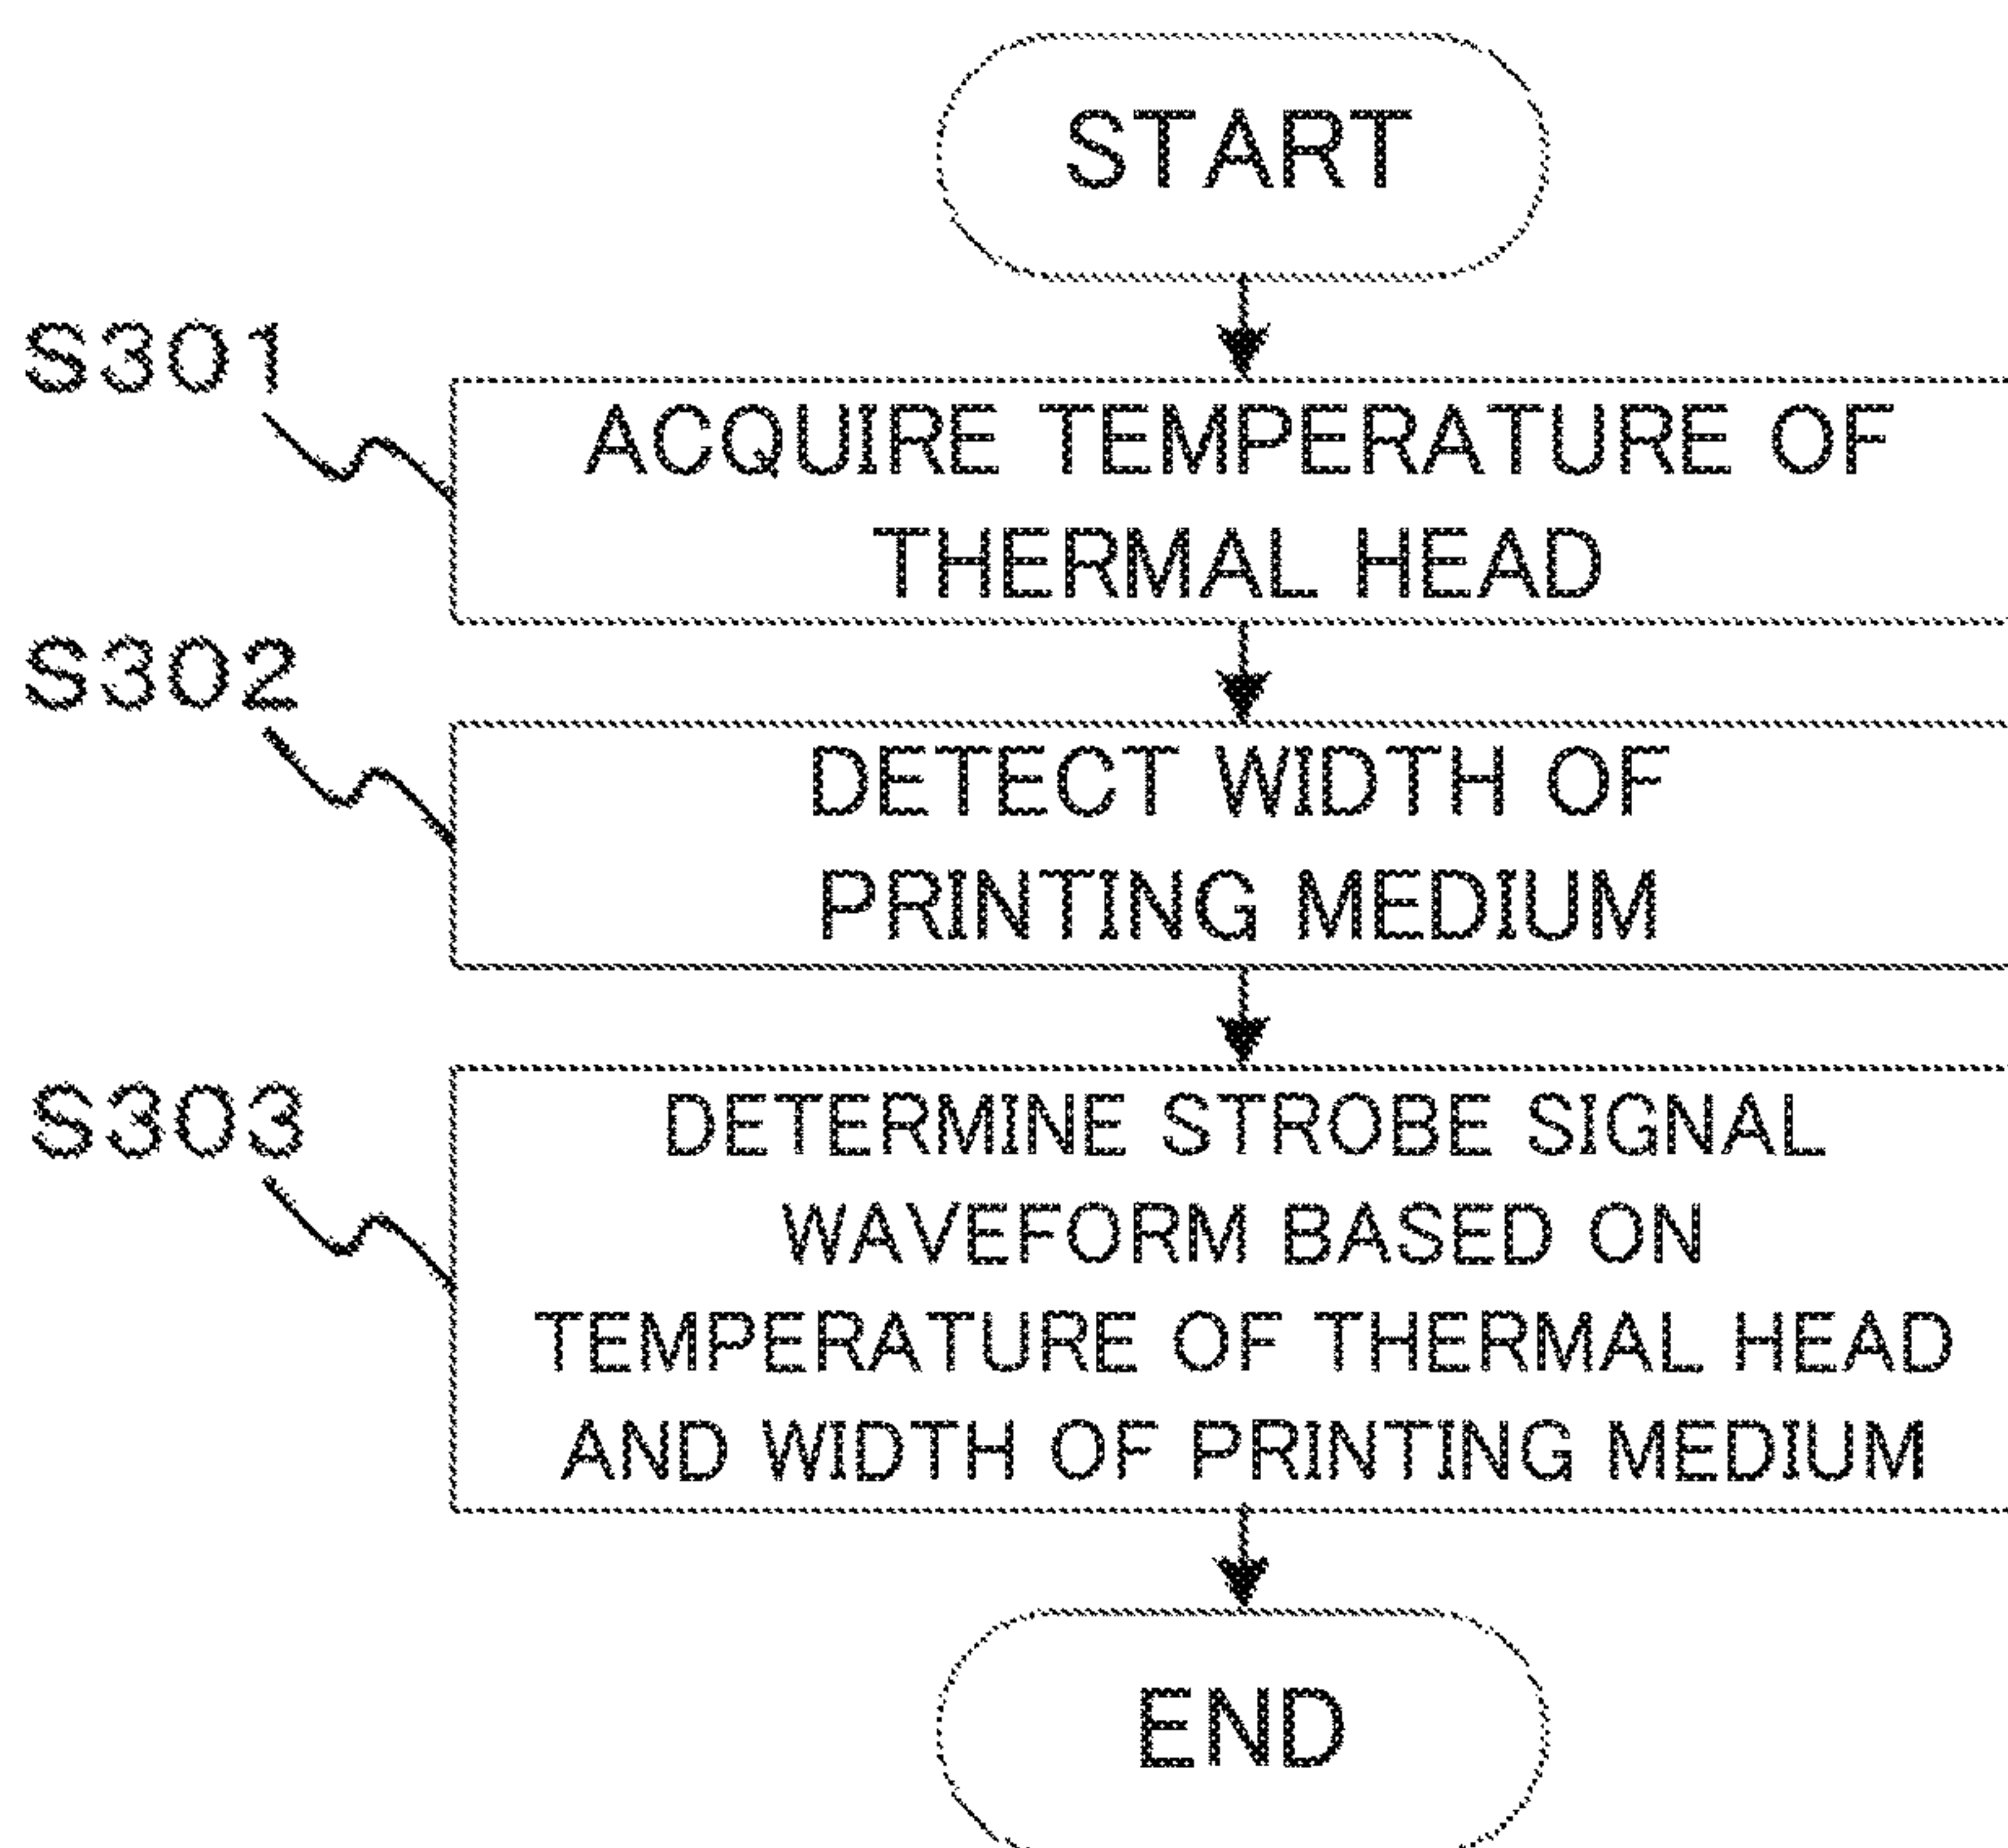 START
S301
ACQUIRE TEMPERATURE OF
THERMAL HEAD
S302
DETECT WIDTH OF
PRINTING MEDIUM
S303
DETERMINE STROBE SIGNAL
WAVEFORM BASED ON
TEMPERATURE OF THERMAL HEAD
AND WIDTH OF PRINTING MEDIUM
END